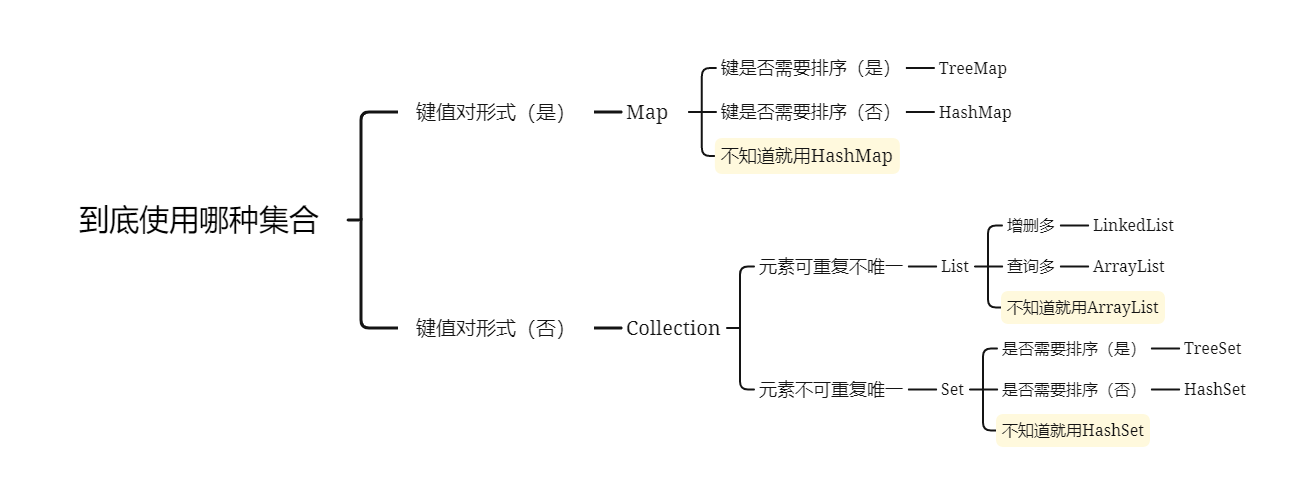 到底使用哪种集合
键值对形式（是）
Map
键是否需要排序（是）
TreeMap
键是否需要排序（否）
HashMap
不知道就用HashMap
键值对形式（否）
Collection
元素可重复不唯一
List
增删多
LinkedList
查询多
ArrayList
不知道就用ArrayList
元素不可重复唯一
Set
是否需要排序（是）
TreeSet
是否需要排序（否）
HashSet
不知道就用HashSet